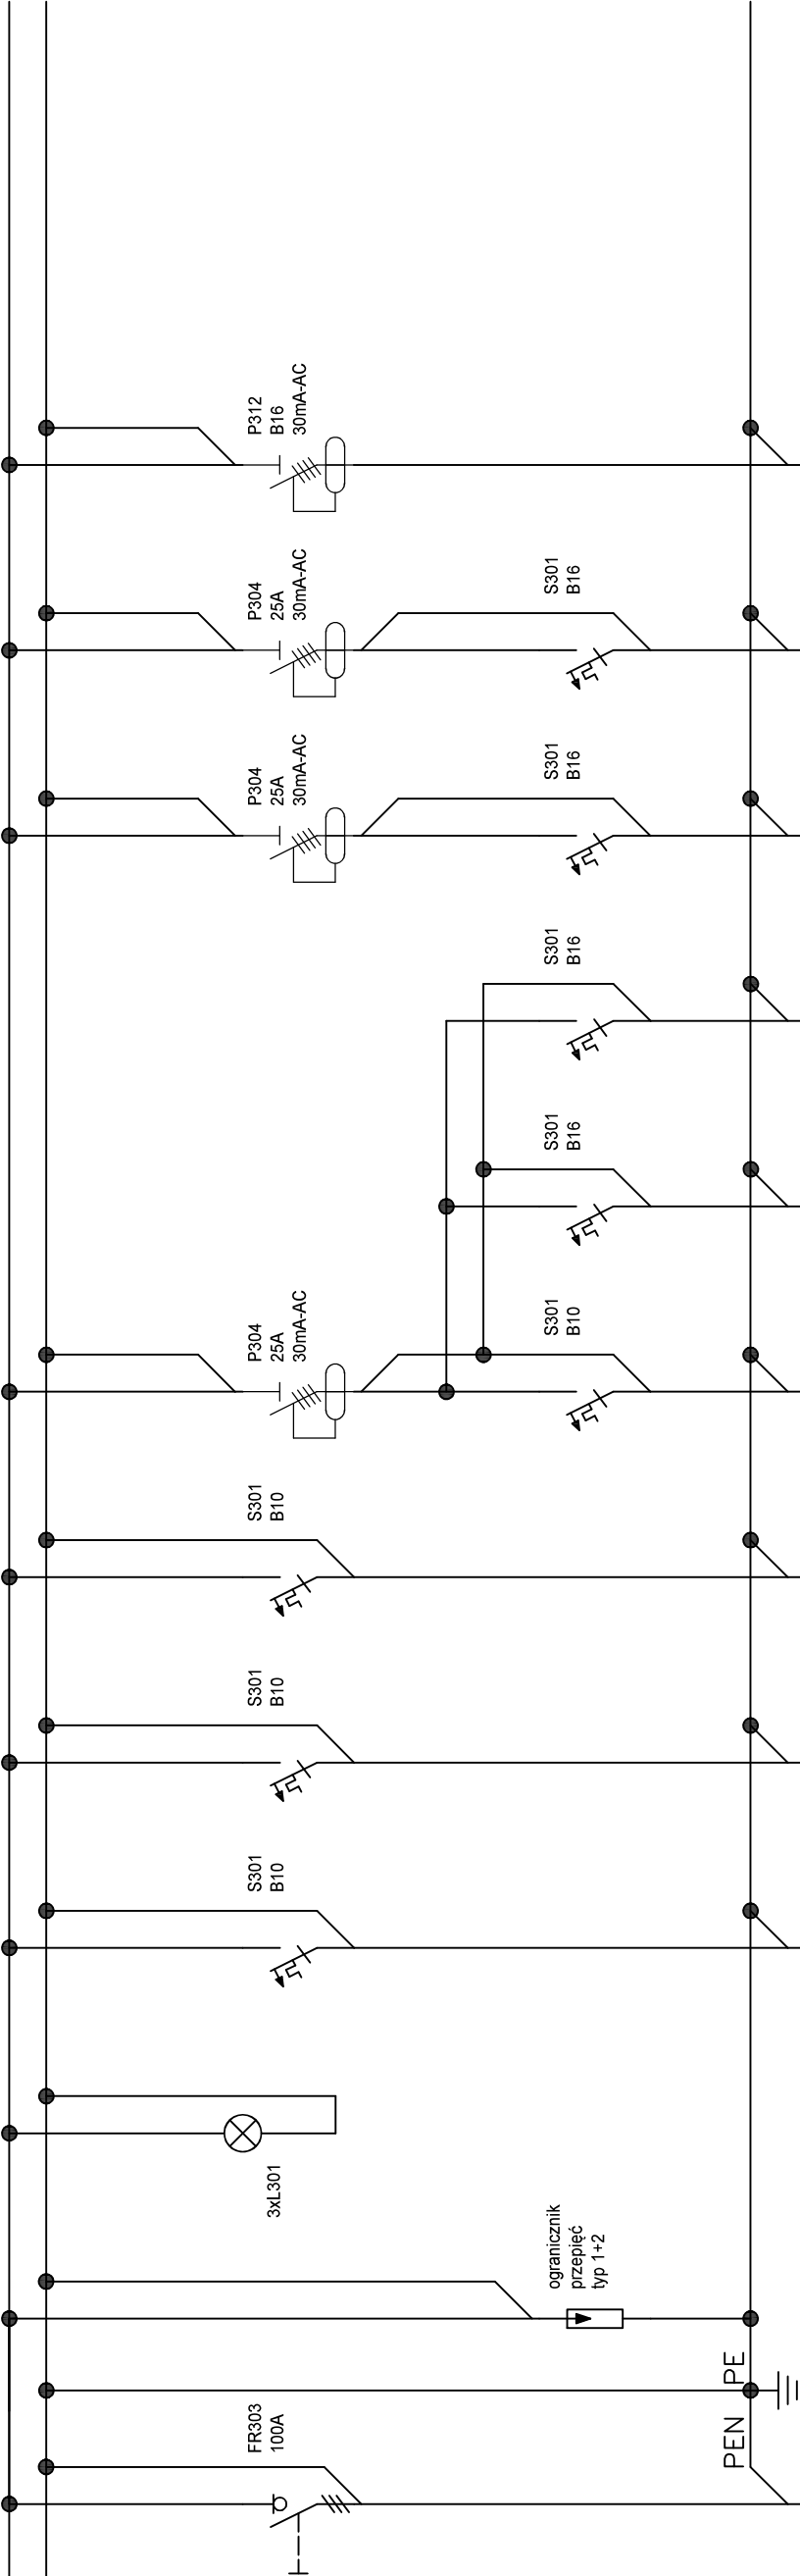 FR303
100A
PEN
PE
ogranicznik
przepięć
typ 1+2
3xL301
S301
B10
S301
B10
S301
B10
P304
25A
30mA-AC
S301
B10
S301
B16
S301
B16
P304
25A
30mA-AC
S301
B16
P304
25A
30mA-AC
S301
B16
P312
B16
30mA-AC